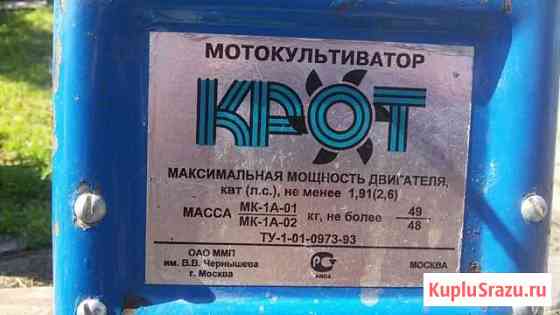 МОТОКУЛЬТИВАТОР
КРОТ
МАКСИМАЛЬНАЯ МОЩНОСТЬ ДВИГАТЕЛЯ,
квт (л.с.), не менее 1,91(2,6)
МАССА МК-1А-01 / МК-1А-02 кг, не более 49 / 48
ТУ-1-01-0973-93
ОАО ММП
им. В.В. Чернышева
г. Москва
МОСКВА
KupluSrazu.ru